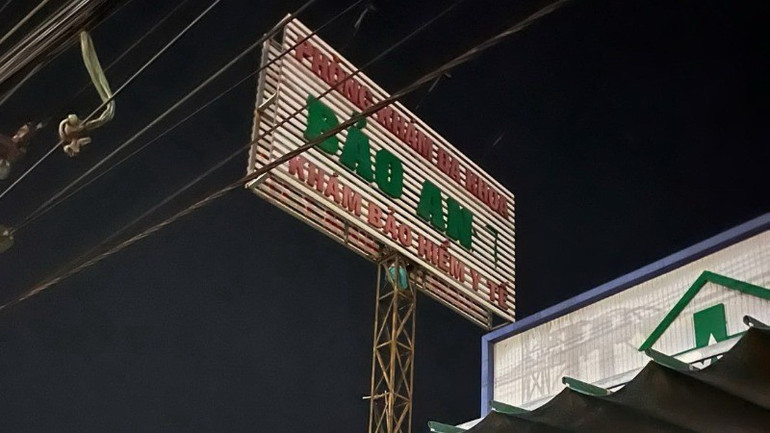 PHÒNG KHÁM ĐA KHOA
BẢO AN
KHÁM BẢO HIỂM Y TẾ